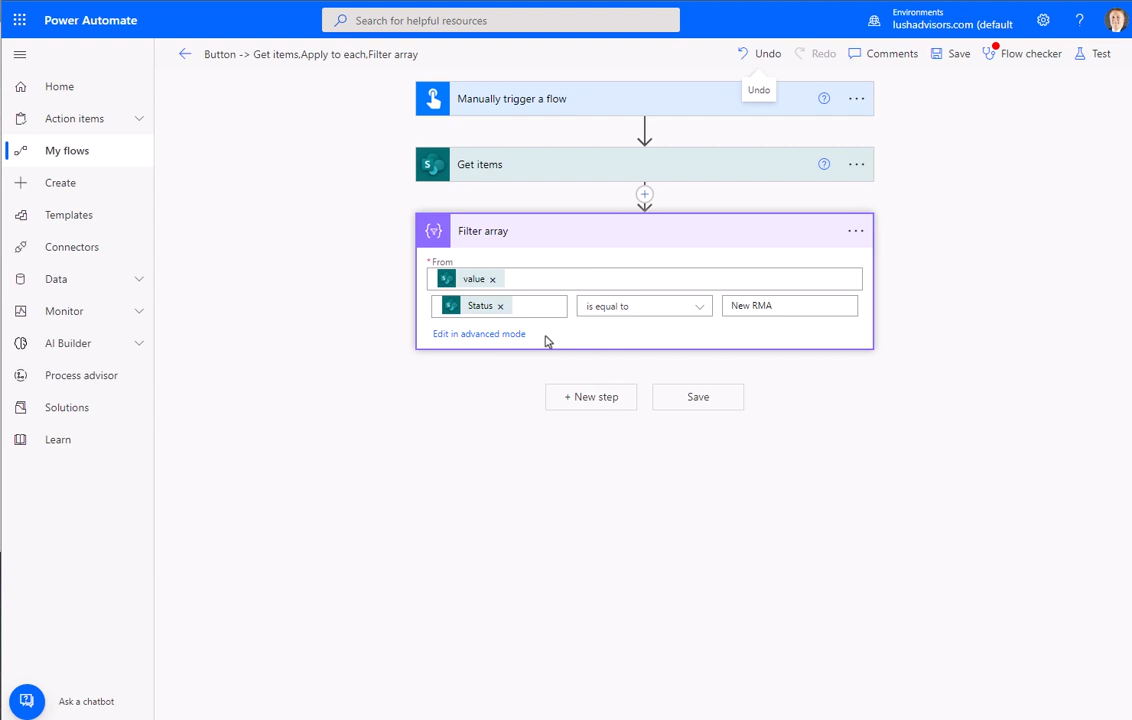 Power Automate
Search for helpful resources
Environments
lushadvisors.com (default
?
Button -> Get items,Apply to each,Filter array
Undo
Redo
Comments
Save
Flow checker
Test
Undo
Home
Action items
My flows
Create
Templates
Connectors
Data
Monitor
AI Builder
Process advisor
Solutions
Learn
Ask a chatbot
Manually trigger a flow
?
...
S
Get items
?
...
+
Filter array
...
* From
value ×
Status ×
is equal to
New RMA
Edit in advanced mode
+ New step
Save